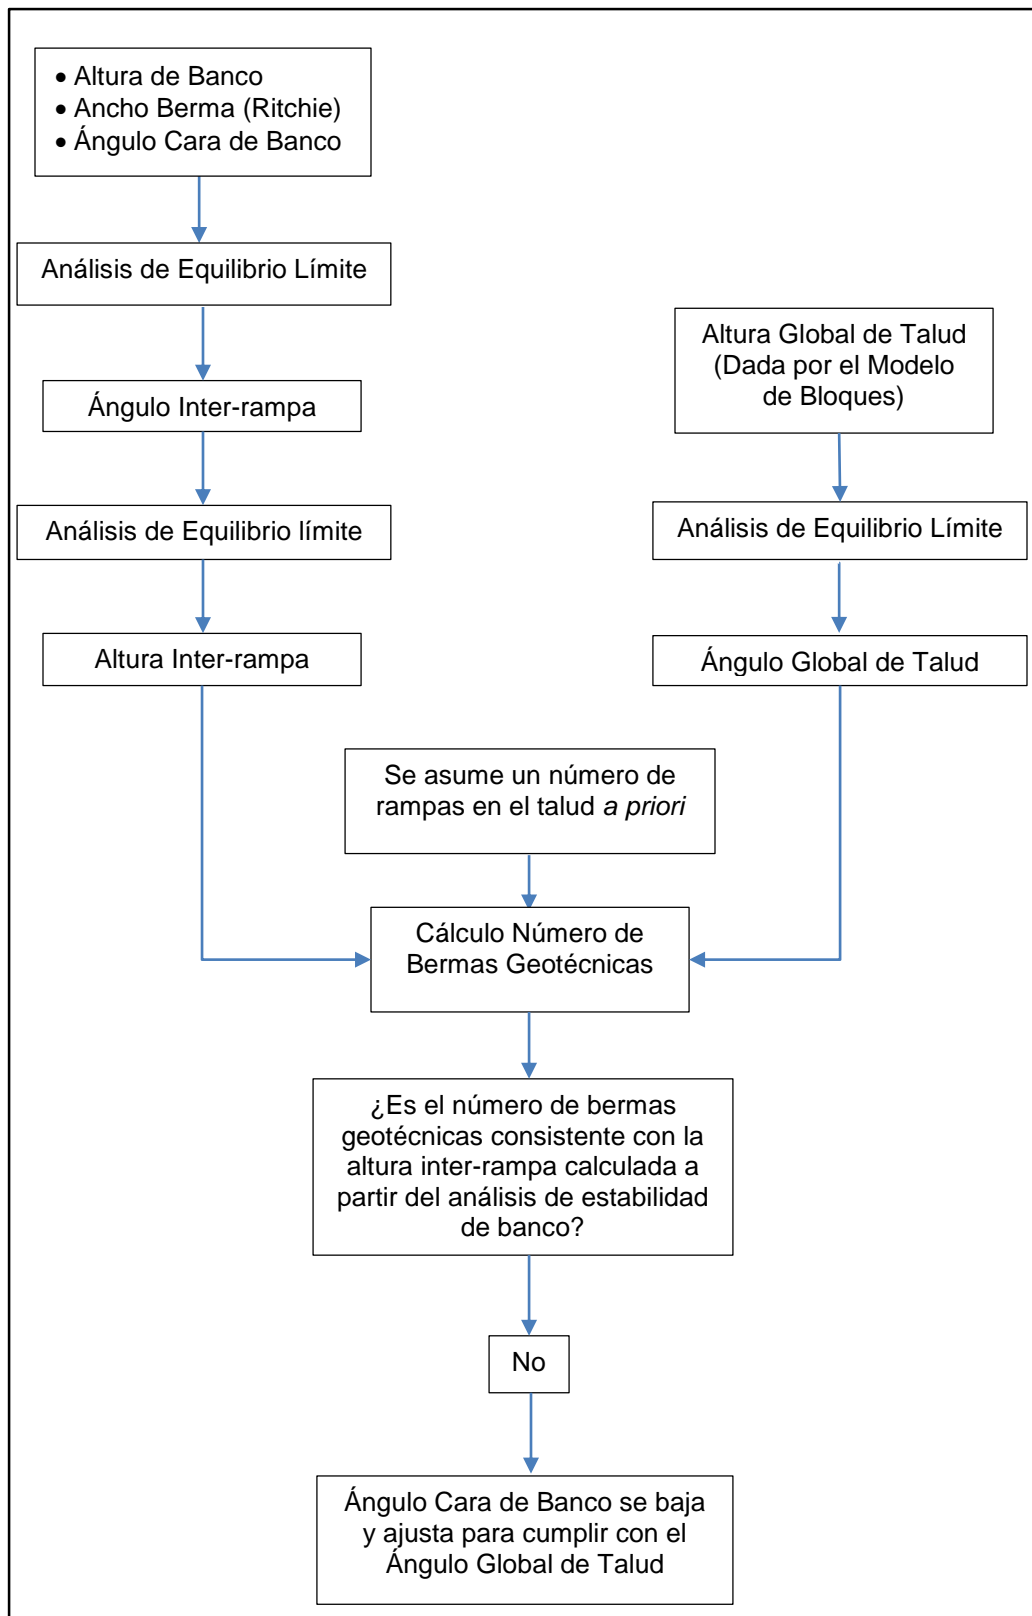 • Altura de Banco
• Ancho Berma (Ritchie)
• Ángulo Cara de Banco
Análisis de Equilibrio Límite
Ángulo Inter-rampa
Análisis de Equilibrio límite
Altura Inter-rampa
Altura Global de Talud
(Dada por el Modelo
de Bloques)
Análisis de Equilibrio Límite
Ángulo Global de Talud
Se asume un número de
rampas en el talud a priori
Cálculo Número de
Bermas Geotécnicas
¿Es el número de bermas
geotécnicas consistente con la
altura inter-rampa calculada a
partir del análisis de estabilidad
de banco?
No
Ángulo Cara de Banco se baja
y ajusta para cumplir con el
Ángulo Global de Talud